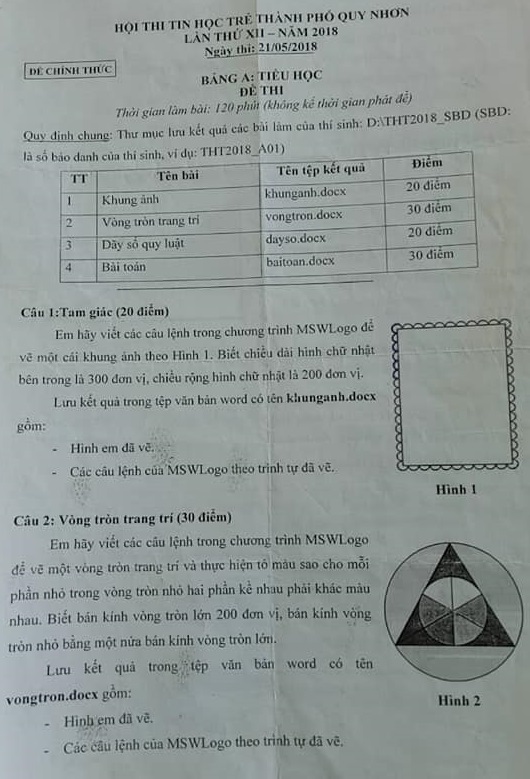 HỘI THI TIN HỌC TRẺ THÀNH PHỐ QUY NHƠN
LẦN THỨ XII – NĂM 2018
Ngày thi: 21/05/2018
ĐỀ CHÍNH THỨC
BẢNG A: TIỂU HỌC
ĐỀ THI
Thời gian làm bài: 120 phút (không kể thời gian phát đề)
Quy định chung: Thư mục lưu kết quả các bài làm của thí sinh: D:\THT2018_SBD (SBD:
là số báo danh của thí sinh, ví dụ: THT2018_A01)
TT Tên bài Tên tệp kết quả Điểm
1 Khung ảnh khunganh.docx 20 điểm
2 Vòng tròn trang trí vongtron.docx 30 điểm
3 Dãy số quy luật dayso.docx 20 điểm
4 Bài toán baitoan.docx 30 điểm
Câu 1:Tam giác (20 điểm)
Em hãy viết các câu lệnh trong chương trình MSWLogo để
vẽ một cái khung ảnh theo Hình 1. Biết chiều dài hình chữ nhật
bên trong là 300 đơn vị, chiều rộng hình chữ nhật là 200 đơn vị.
Lưu kết quả trong tệp văn bản word có tên khunganh.docx
gồm:
- Hình em đã vẽ.
- Các câu lệnh của MSWLogo theo trình tự đã vẽ.
Hình 1
Câu 2: Vòng tròn trang trí (30 điểm)
Em hãy viết các câu lệnh trong chương trình MSWLogo
để vẽ một vòng tròn trang trí và thực hiện tô màu sao cho mỗi
phần nhỏ trong vòng tròn nhỏ hai phần kề nhau phải khác màu
nhau. Biết bán kính vòng tròn lớn 200 đơn vị, bán kính vòng
tròn nhỏ bằng một nửa bán kính vòng tròn lớn.
Lưu kết quả trong tệp văn bản word có tên
vongtron.docx gồm:
- Hình em đã vẽ.
- Các câu lệnh của MSWLogo theo trình tự đã vẽ.
Hình 2